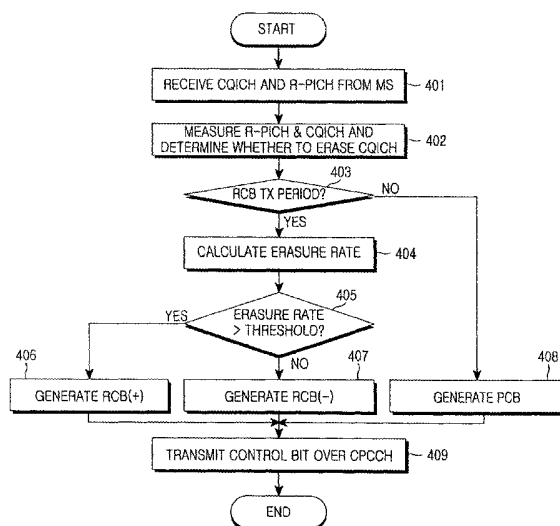 START
RECEIVE CQICH AND R-PICH FROM MS
401
MEASURE R-PICH & CQICH AND
DETERMINE WHETHER TO ERASE CQICH
402
403
RCB TX PERIOD?
NO
YES
CALCULATE ERASURE RATE
404
405
ERASURE RATE
> THRESHOLD?
YES
NO
406
407
408
GENERATE RCB(+)
GENERATE RCB(-)
GENERATE PCB
TRANSMIT CONTROL BIT OVER CPCCH
409
END